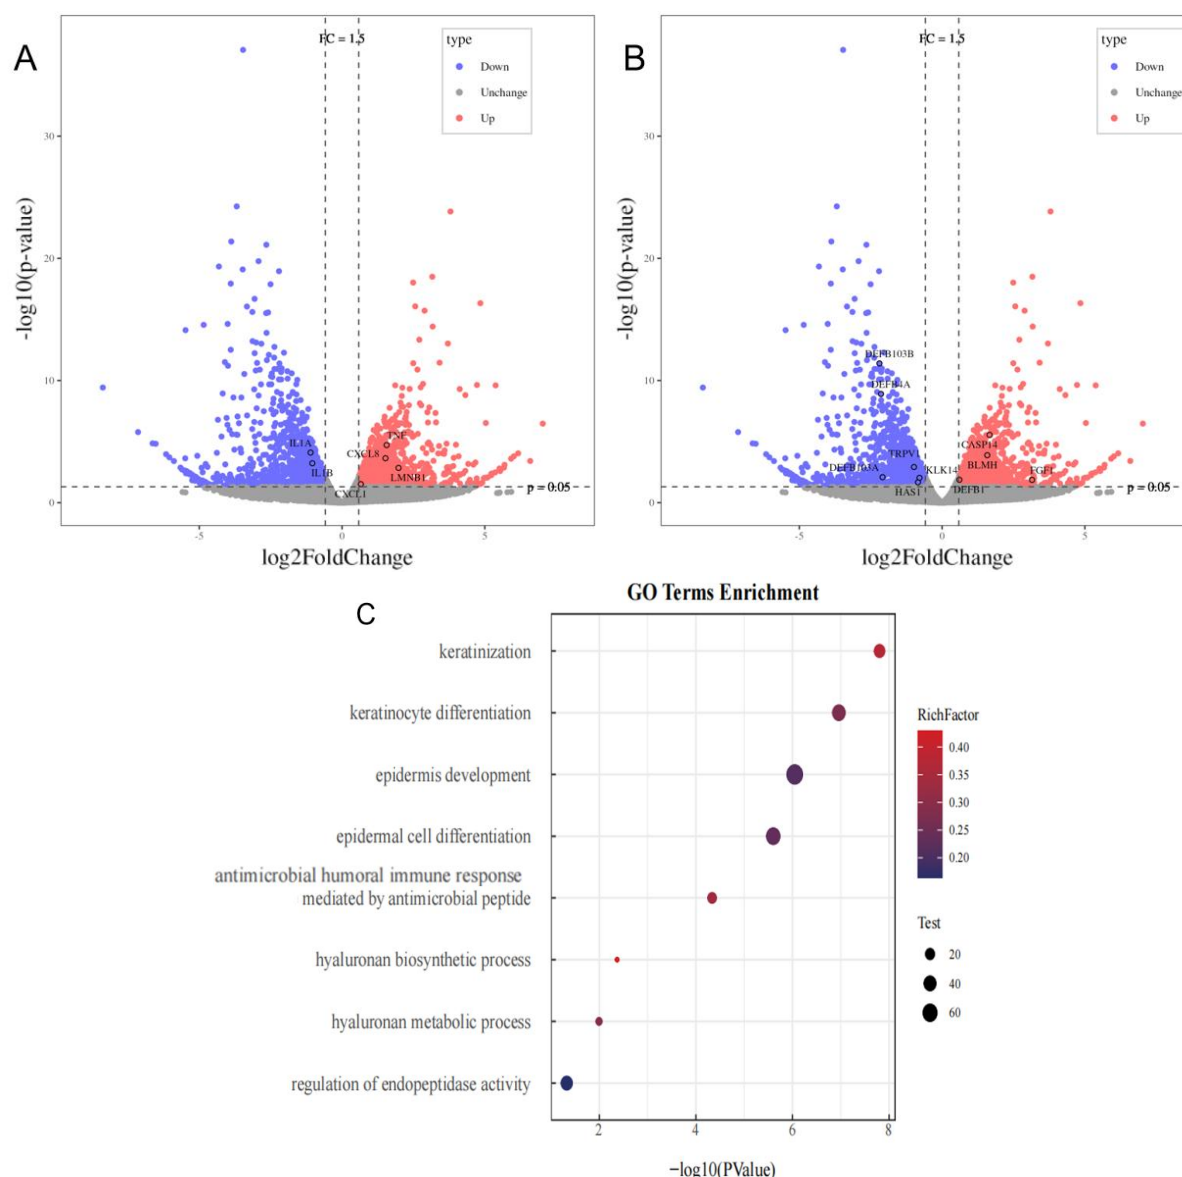 A
FC = 1.5
type
Down
Unchange
Up
30
20
10
0
-log10(p-value)
IL1A
IL1B
TNF
CXCL8
LMNB1
CXCL1
p = 0.05
-5
0
5
log2FoldChange
B
FC = 1.5
type
Down
Unchange
Up
30
20
10
0
-log10(p-value)
DEFB103B
DEFB4A
TRPV1
DEFB103A
KLK14
HAS1
CASP14
BLMH
FGF1
DEFB1
p = 0.05
-5
0
5
log2FoldChange
C
GO Terms Enrichment
keratinization
keratinocyte differentiation
epidermis development
epidermal cell differentiation
antimicrobial humoral immune response
mediated by antimicrobial peptide
hyaluronan biosynthetic process
hyaluronan metabolic process
regulation of endopeptidase activity
2
4
6
8
−log10(PValue)
RichFactor
0.40
0.35
0.30
0.25
0.20
Test
20
40
60